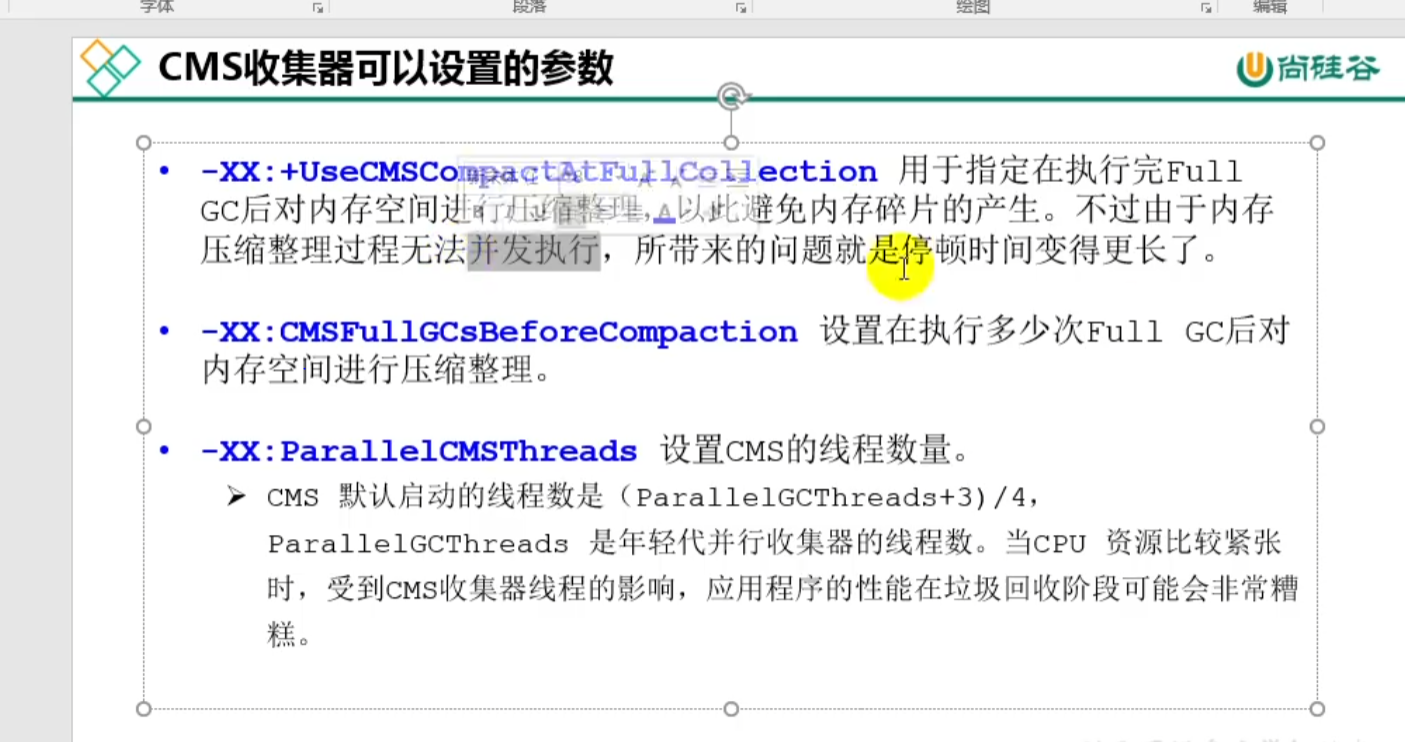 字体 段落 绘图 编辑
CMS收集器可以设置的参数
尚硅谷
• -XX:+UseCMSCompactAtFullCollection 用于指定在执行完Full
GC后对内存空间进行压缩整理，以此避免内存碎片的产生。不过由于内存
压缩整理过程无法并发执行，所带来的问题就是停顿时间变得更长了。
• -XX:CMSFullGCsBeforeCompaction 设置在执行多少次Full GC后对
内存空间进行压缩整理。
• -XX:ParallelCMSThreads 设置CMS的线程数量。
➢ CMS 默认启动的线程数是（ParallelGCThreads+3)/4，
ParallelGCThreads 是年轻代并行收集器的线程数。当CPU 资源比较紧张
时，受到CMS收集器线程的影响，应用程序的性能在垃圾回收阶段可能会非常糟
糕。